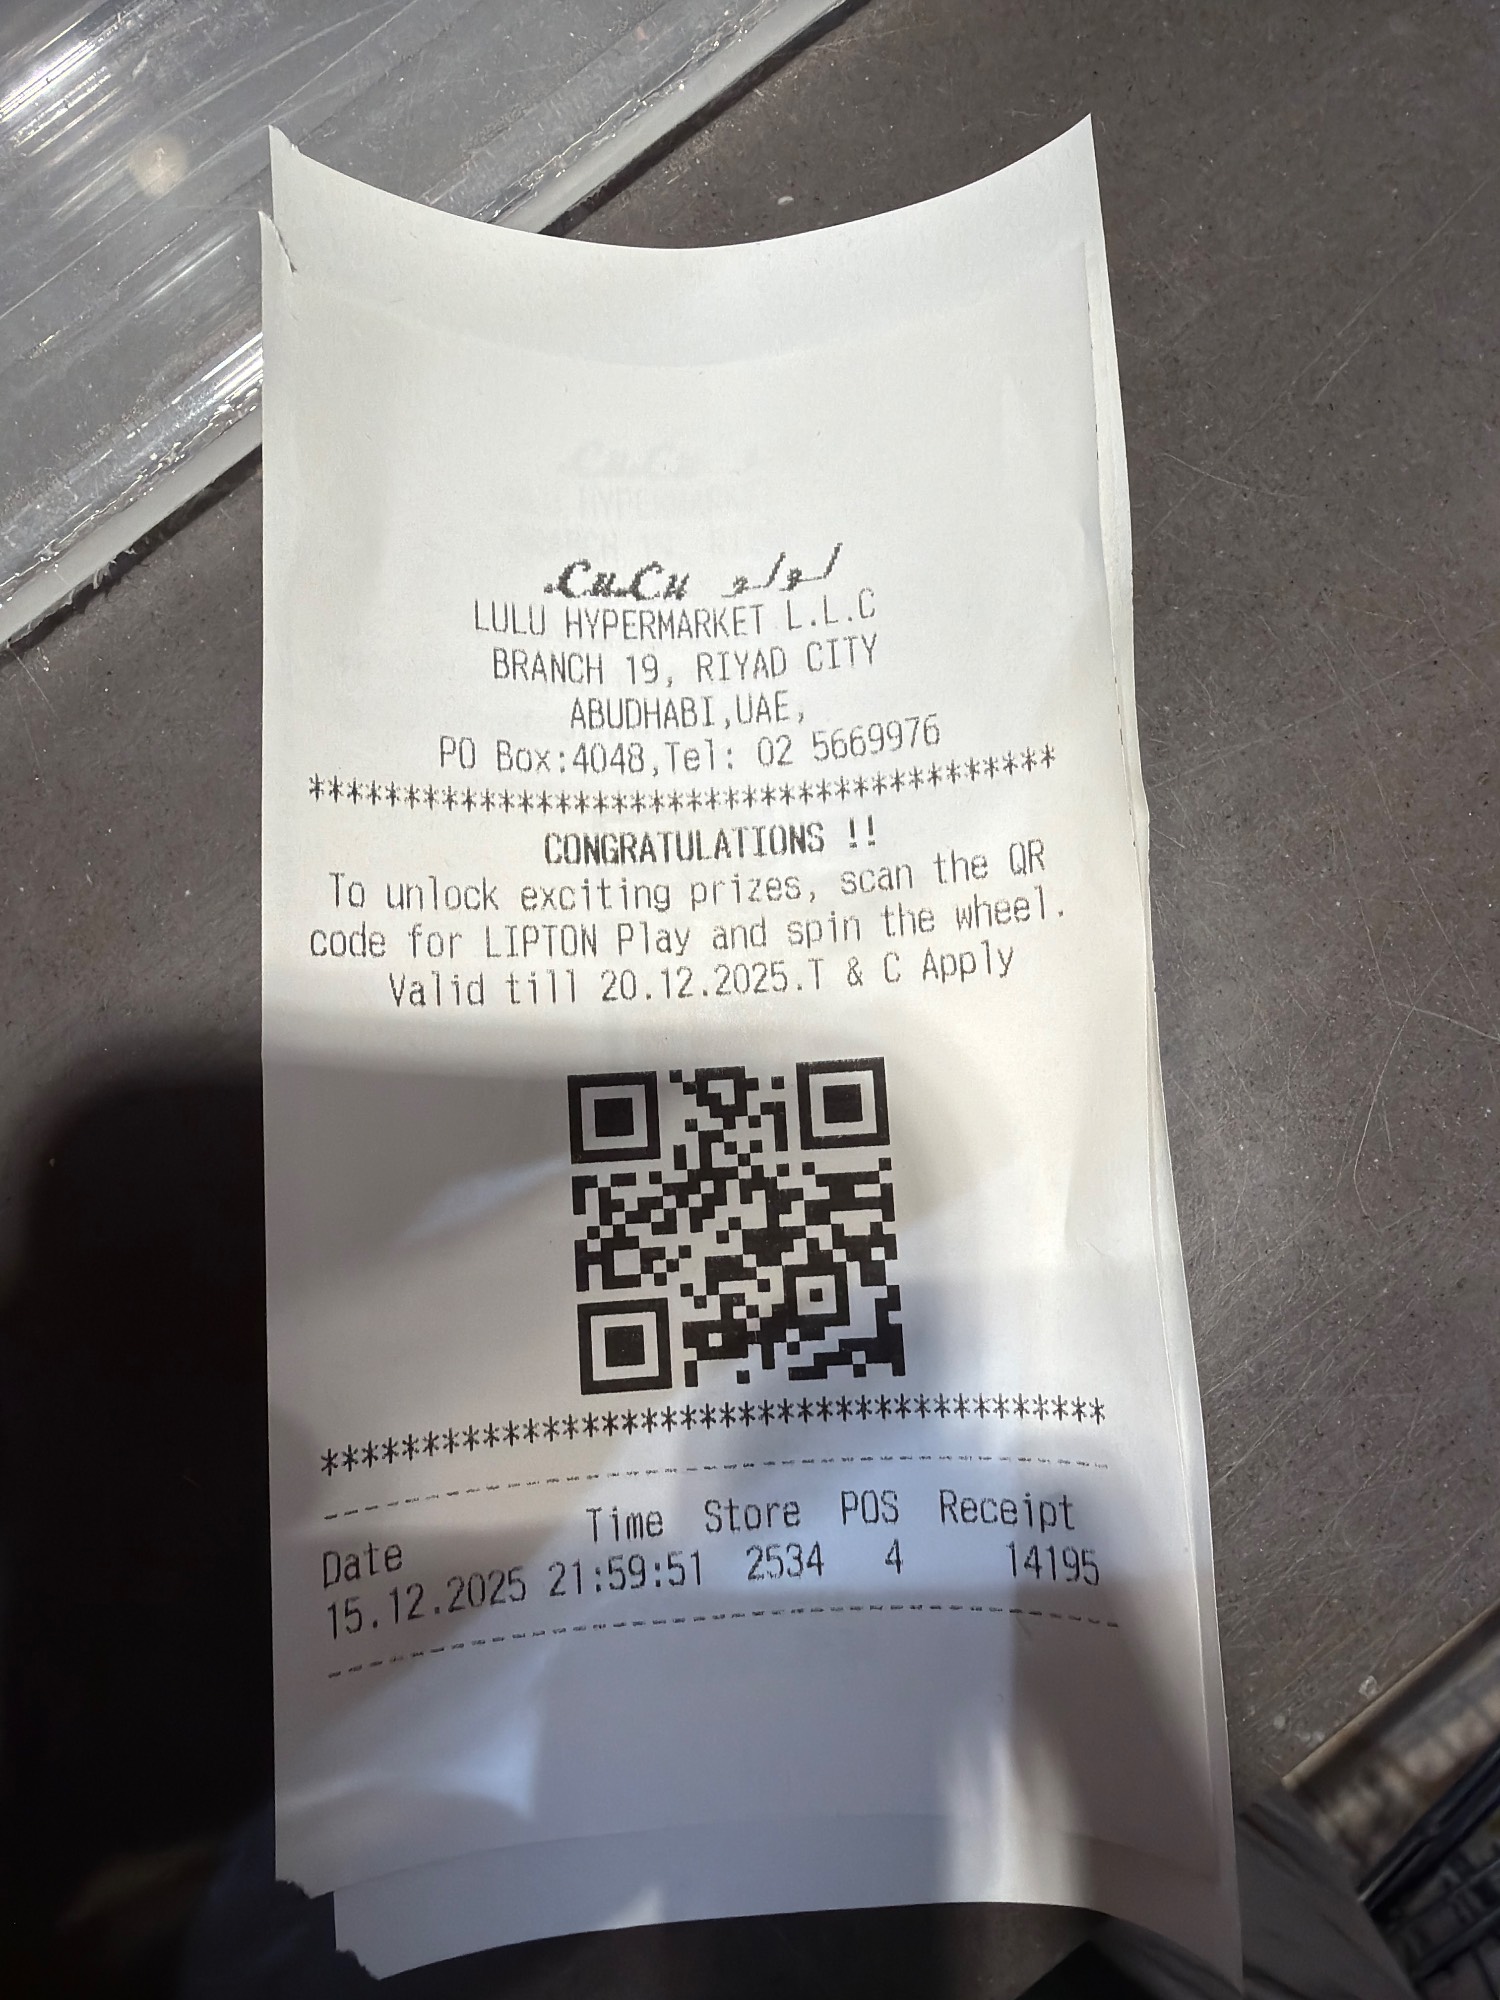 LuLu لولو
LULU HYPERMARKET L.L.C
BRANCH 19, RIYAD CITY
ABUDHABI,UAE,
PO Box:4048,Tel: 02 5669976
***************************************
CONGRATULATIONS !!
To unlock exciting prizes, scan the QR
code for LIPTON Play and spin the wheel.
Valid till 20.12.2025.T & C Apply
***************************************
Date Time Store POS Receipt
15.12.2025 21:59:51 2534 4 14195